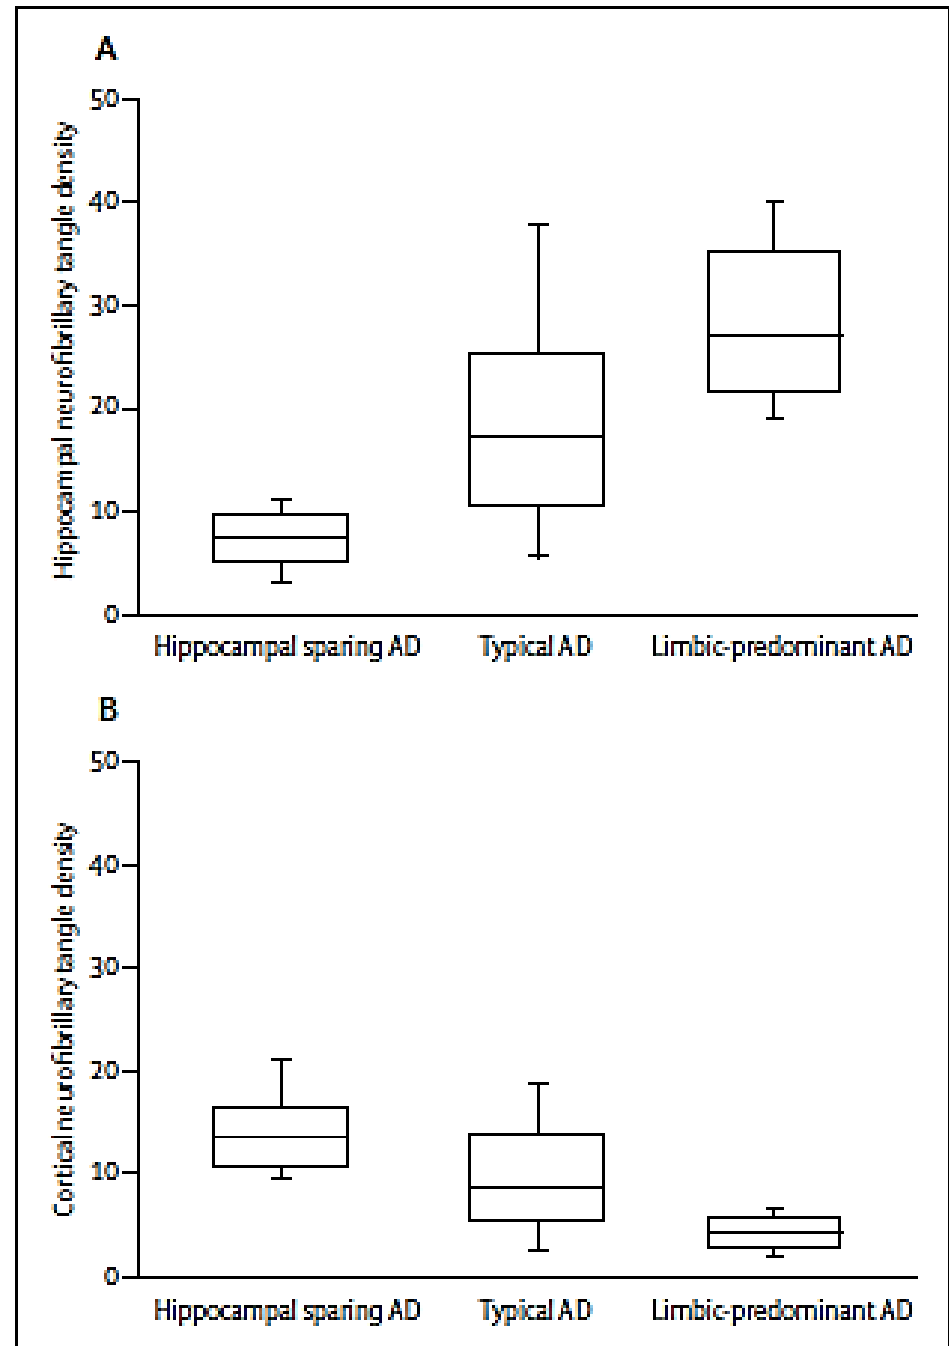 A
Hippocampal neurofibrillary tangle density
50
40
30
20
10
0
Hippocampal sparing AD
Typical AD
Limbic-predominant AD
B
Cortical neurofibrillary tangle density
50
40
30
20
10
0
Hippocampal sparing AD
Typical AD
Limbic-predominant AD